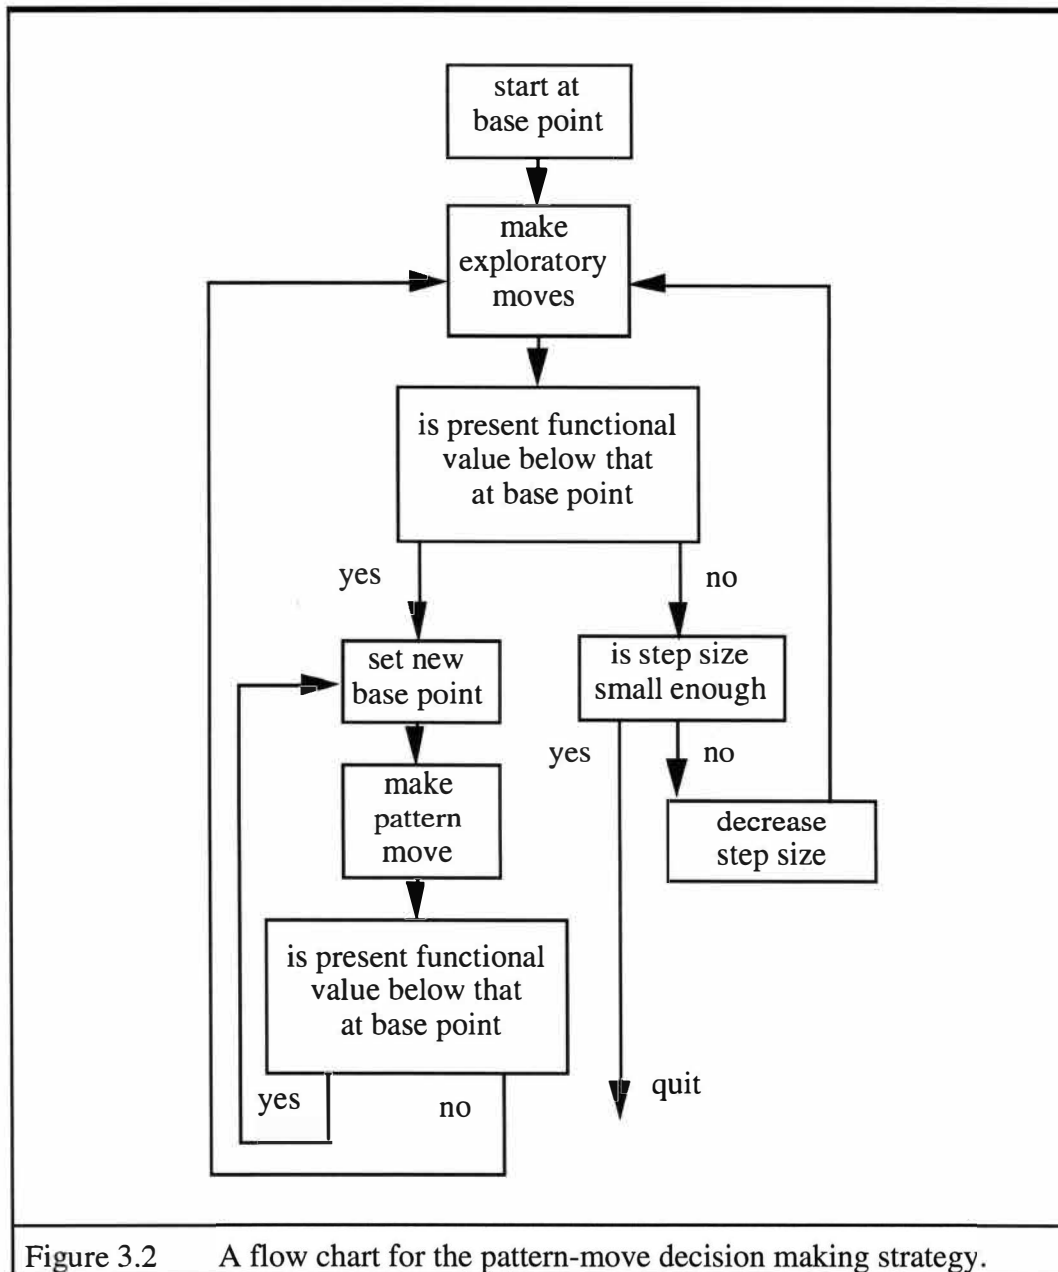 start at
base point
make
exploratory
moves
is present functional
value below that
at base point
yes
no
set new
base point
is step size
small enough
yes
no
make
pattern
move
decrease
step size
is present functional
value below that
at base point
yes
no
quit
Figure 3.2 A flow chart for the pattern-move decision making strategy.